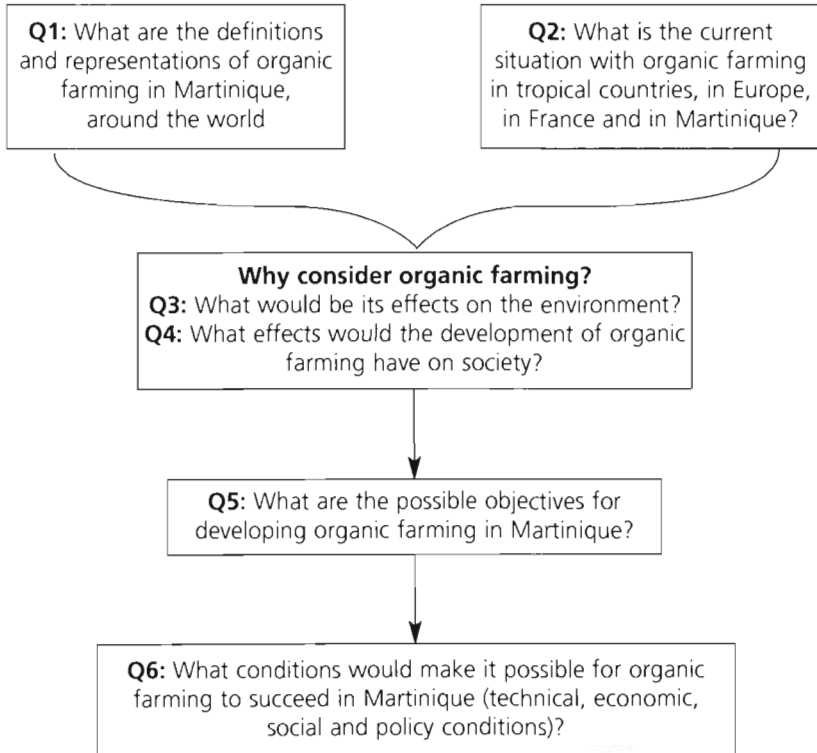 Q1: What are the definitions
and representations of organic
farming in Martinique,
around the world
Q2: What is the current
situation with organic farming
in tropical countries, in Europe,
in France and in Martinique?
Why consider organic farming?
Q3: What would be its effects on the environment?
Q4: What effects would the development of organic
farming have on society?
Q5: What are the possible objectives for
developing organic farming in Martinique?
Q6: What conditions would make it possible for organic
farming to succeed in Martinique (technical, economic,
social and policy conditions)?